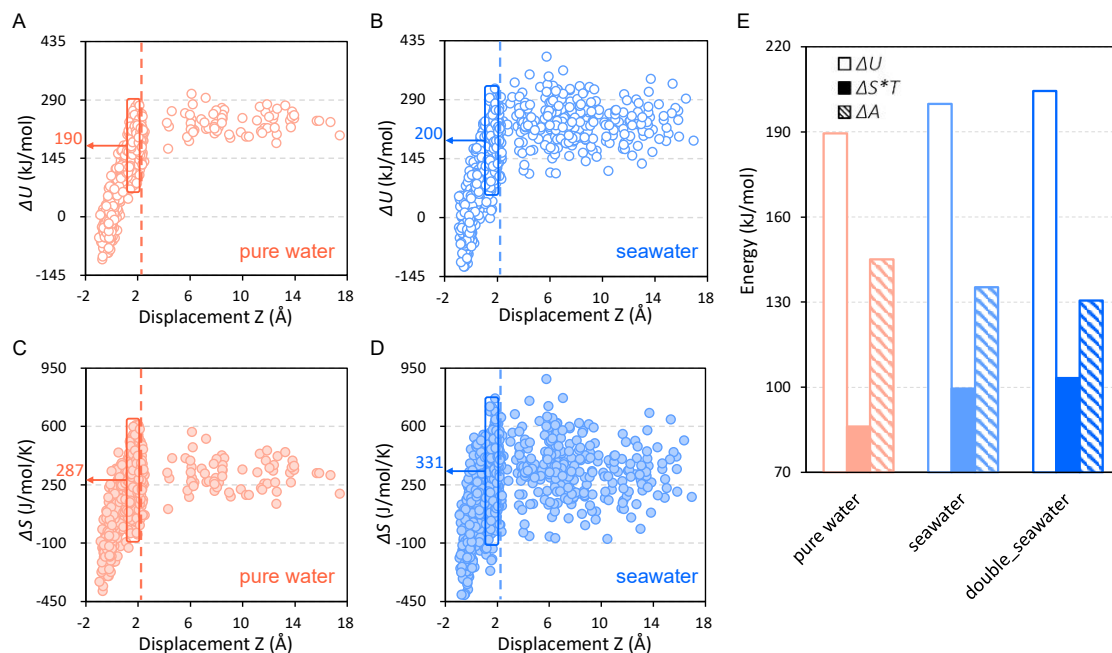 A
435
290
145
0
-145
ΔU (kJ/mol)
190
pure water
-2 2 6 10 14 18
Displacement Z (Å)
B
435
290
145
0
-145
ΔU (kJ/mol)
200
seawater
-2 2 6 10 14 18
Displacement Z (Å)
C
950
600
250
-100
-450
ΔS (J/mol/K)
287
pure water
-2 2 6 10 14 18
Displacement Z (Å)
D
950
600
250
-100
-450
ΔS (J/mol/K)
331
seawater
-2 2 6 10 14 18
Displacement Z (Å)
E
220
190
160
130
100
70
Energy (kJ/mol)
ΔU
ΔS*T
ΔA
pure water
seawater
double_seawater